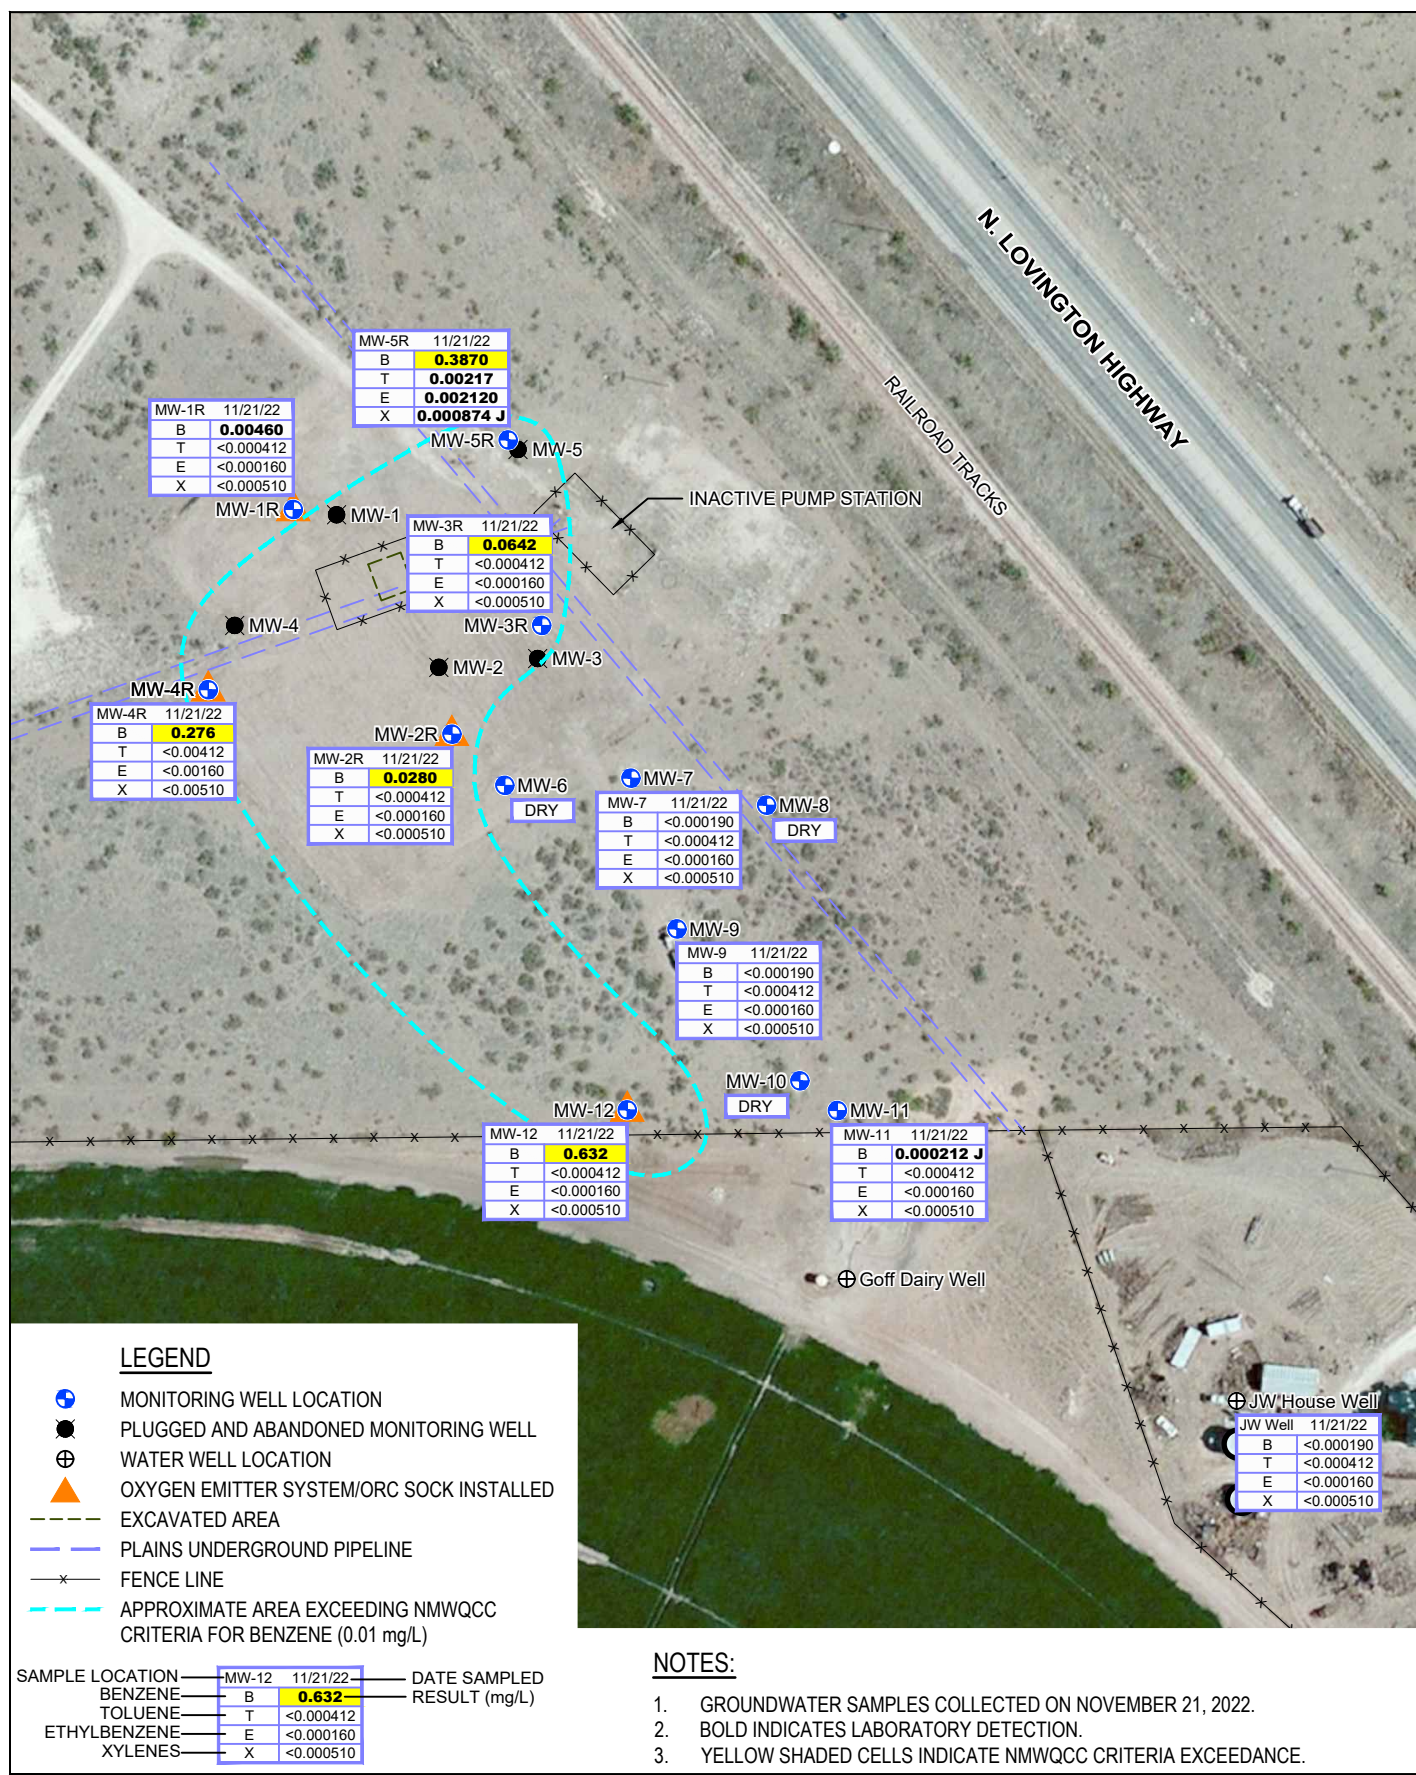 N. LOVINGTON HIGHWAY
RAILROAD TRACKS
MW-5R 11/21/22
B 0.3870
T 0.00217
E 0.002120
X 0.000874 J
MW-5R
MW-5
MW-1R 11/21/22
B 0.00460
T <0.000412
E <0.000160
X <0.000510
MW-1R
MW-1
INACTIVE PUMP STATION
MW-3R 11/21/22
B 0.0642
T <0.000412
E <0.000160
X <0.000510
MW-3R
MW-4
MW-2
MW-3
MW-4R
MW-4R 11/21/22
B 0.276
T <0.00412
E <0.00160
X <0.00510
MW-2R
MW-2R 11/21/22
B 0.0280
T <0.000412
E <0.000160
X <0.000510
MW-6
DRY
MW-7
MW-7 11/21/22
B <0.000190
T <0.000412
E <0.000160
X <0.000510
MW-8
DRY
MW-9
MW-9 11/21/22
B <0.000190
T <0.000412
E <0.000160
X <0.000510
MW-10
DRY
MW-12
MW-12 11/21/22
B 0.632
T <0.000412
E <0.000160
X <0.000510
MW-11
MW-11 11/21/22
B 0.000212 J
T <0.000412
E <0.000160
X <0.000510
Goff Dairy Well
JW House Well
JW Well 11/21/22
B <0.000190
T <0.000412
E <0.000160
X <0.000510
LEGEND
MONITORING WELL LOCATION
PLUGGED AND ABANDONED MONITORING WELL
WATER WELL LOCATION
OXYGEN EMITTER SYSTEM/ORC SOCK INSTALLED
EXCAVATED AREA
PLAINS UNDERGROUND PIPELINE
x FENCE LINE
APPROXIMATE AREA EXCEEDING NMWQCC
CRITERIA FOR BENZENE (0.01 mg/L)
SAMPLE LOCATION MW-12 11/21/22 DATE SAMPLED
BENZENE B 0.632 RESULT (mg/L)
TOLUENE T <0.000412
ETHYLBENZENE E <0.000160
XYLENES X <0.000510
NOTES:
1. GROUNDWATER SAMPLES COLLECTED ON NOVEMBER 21, 2022.
2. BOLD INDICATES LABORATORY DETECTION.
3. YELLOW SHADED CELLS INDICATE NMWQCC CRITERIA EXCEEDANCE.